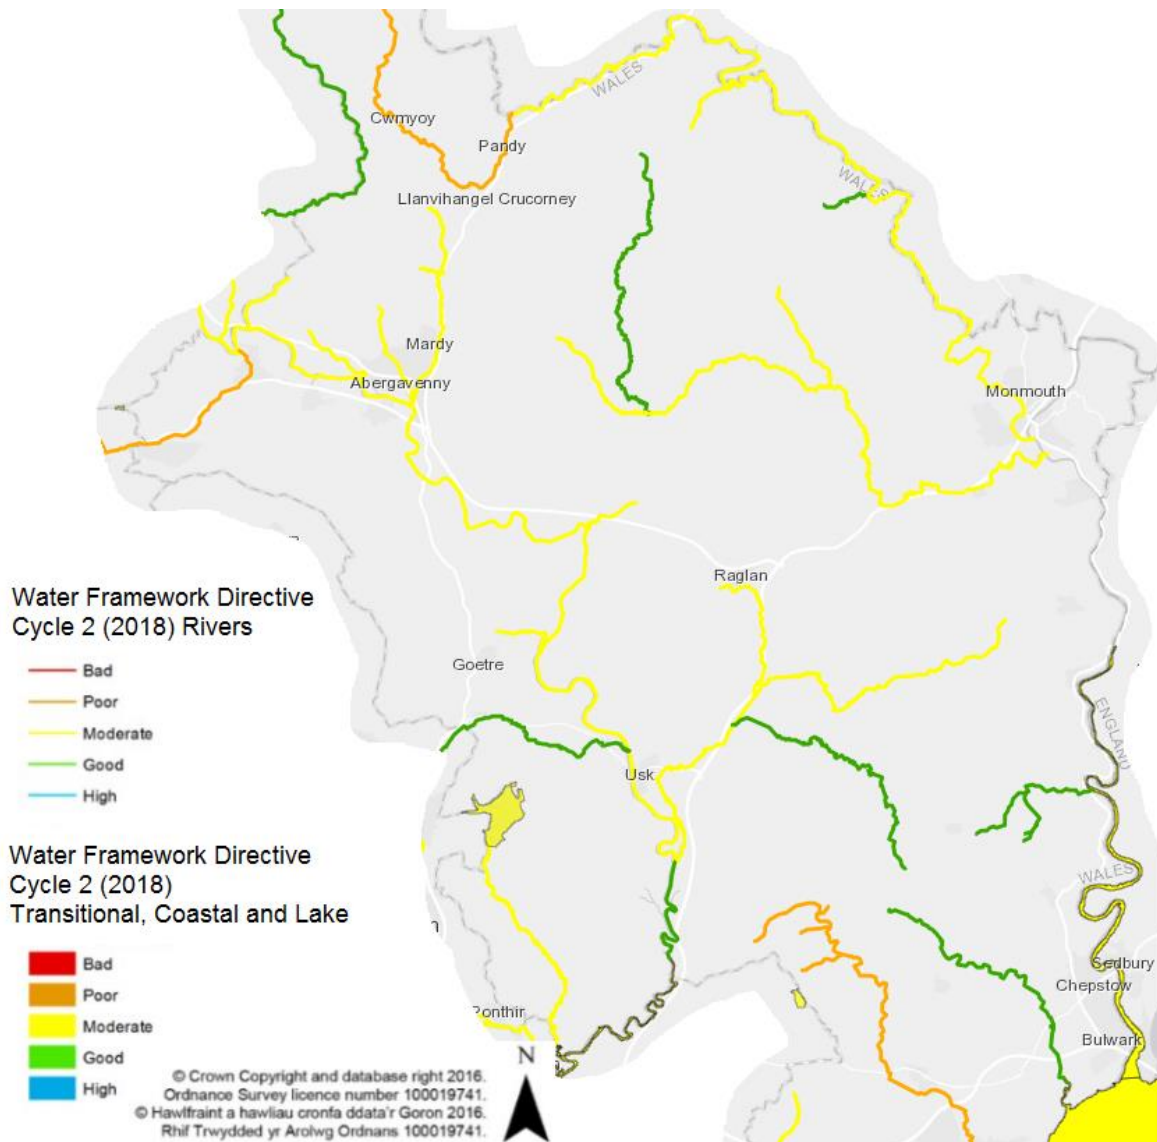 WALES
Cwmyoy
Pandy
WALES
Llanvihangel Crucorney
Mardy
Abergavenny
Monmouth
Raglan
Water Framework Directive
Cycle 2 (2018) Rivers
Bad
Poor
Moderate
Good
High
Goetre
ENGLAND
Usk
Water Framework Directive
Cycle 2 (2018)
Transitional, Coastal and Lake
Bad
Poor
Moderate
Good
High
WALES
Sedbury
Chepstow
Ponthir
Bulwark
N
© Crown Copyright and database right 2016.
Ordnance Survey licence number 100019741.
© Hawlfraint a hawliau cronfa ddata'r Goron 2016.
Rhif Trwydded yr Arolwg Ordnans 100019741.